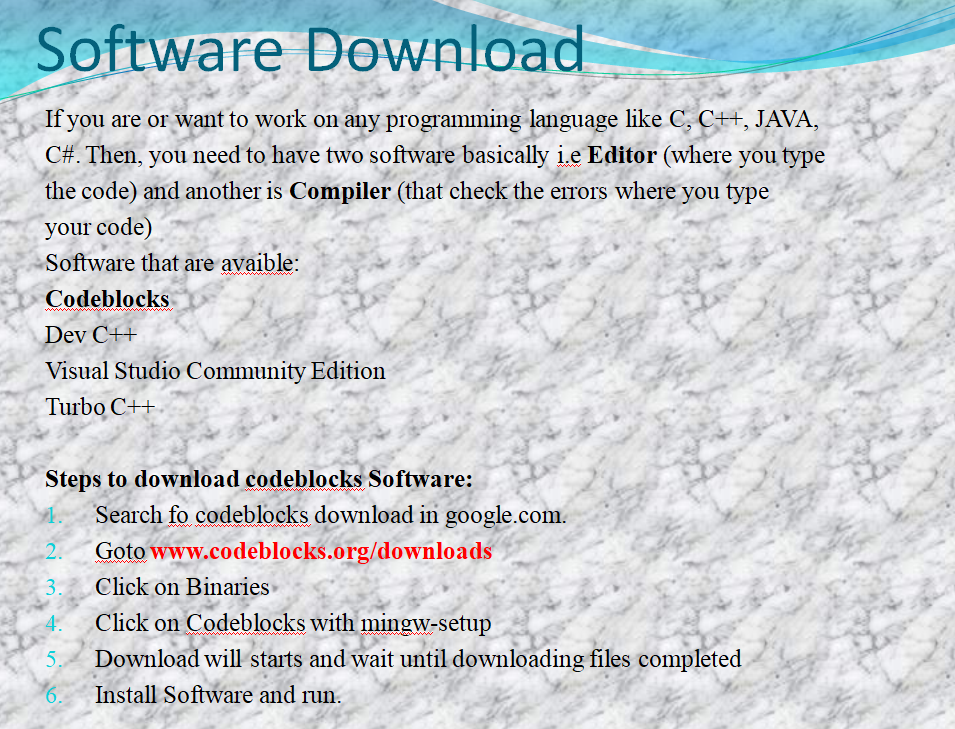 Software Download
If you are or want to work on any programming language like C, C++, JAVA,
C#. Then, you need to have two software basically i.e Editor (where you type
the code) and another is Compiler (that check the errors where you type
your code)
Software that are avaible:
Codeblocks
Dev C++
Visual Studio Community Edition
Turbo C++
Steps to download codeblocks Software:
1. Search fo codeblocks download in google.com.
2. Goto www.codeblocks.org/downloads
3. Click on Binaries
4. Click on Codeblocks with mingw-setup
5. Download will starts and wait until downloading files completed
6. Install Software and run.